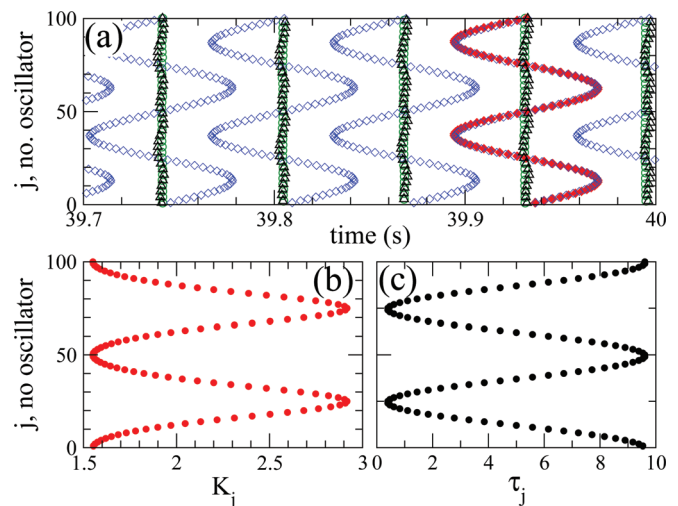 100
(a)
j, no. oscillator
50
0
39.7 39.8 39.9 40
time (s)
100
(b) (c)
j, no oscillator
50
0
1.5 2 2.5 3 0 2 4 6 8 10
K_j τ_j